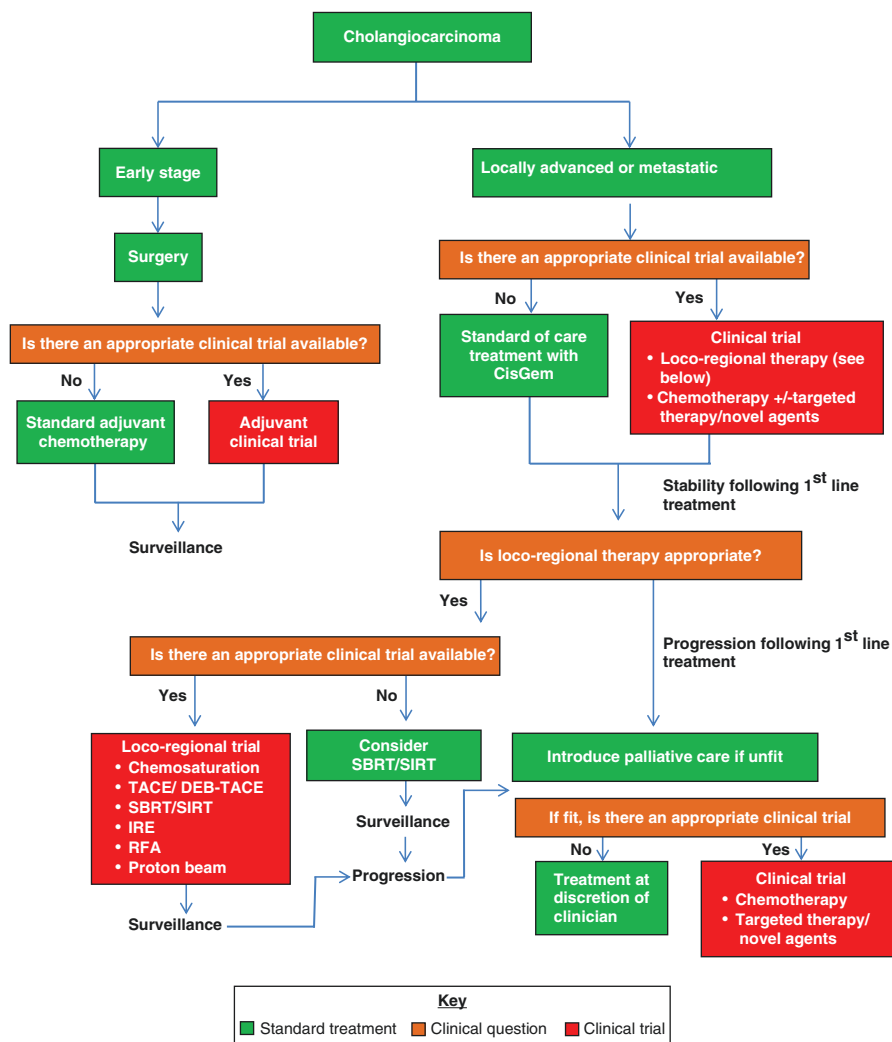 Cholangiocarcinoma
Early stage
Surgery
Is there an appropriate clinical trial available?
No
Yes
Standard adjuvant
chemotherapy
Adjuvant
clinical trial
Surveillance
Locally advanced or metastatic
Is there an appropriate clinical trial available?
No
Yes
Standard of care
treatment with
CisGem
Clinical trial
• Loco-regional therapy (see
below)
• Chemotherapy +/-targeted
therapy/novel agents
Stability following 1st line
treatment
Is loco-regional therapy appropriate?
Yes
Progression following 1st line
treatment
Is there an appropriate clinical trial available?
Yes
No
Loco-regional trial
• Chemosaturation
• TACE/ DEB-TACE
• SBRT/SIRT
• IRE
• RFA
• Proton beam
Surveillance
Consider
SBRT/SIRT
Surveillance
Progression
Introduce palliative care if unfit
If fit, is there an appropriate clinical trial
No
Yes
Treatment at
discretion of
clinician
Clinical trial
• Chemotherapy
• Targeted therapy/
novel agents
Key
Standard treatment
Clinical question
Clinical trial